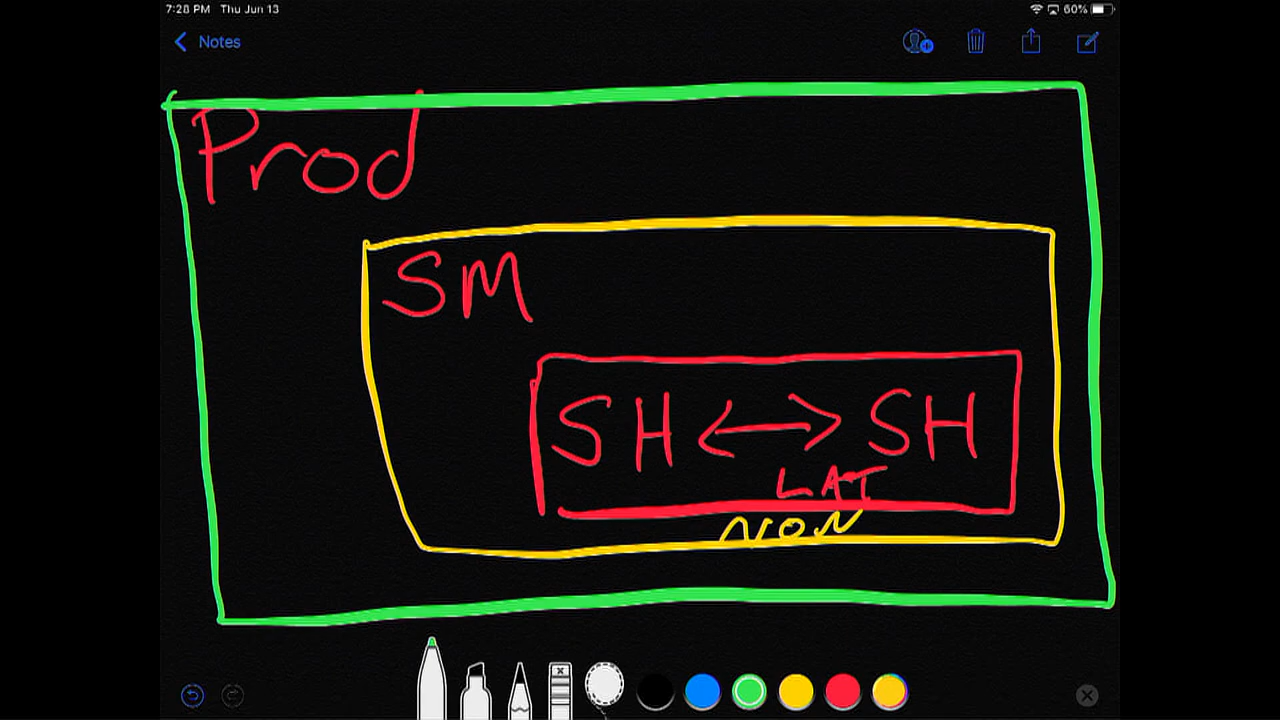 7:28 PM Thu Jun 13
60%
Notes
Prod
SM
SH <-> SH
LAT
NON